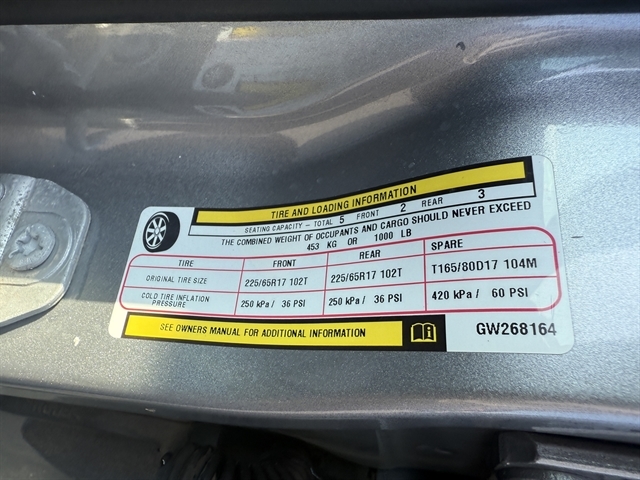 TIRE AND LOADING INFORMATION
SEATING CAPACITY - TOTAL 5 FRONT 2 REAR 3
THE COMBINED WEIGHT OF OCCUPANTS AND CARGO SHOULD NEVER EXCEED
453 KG OR 1000 LB
TIRE FRONT REAR SPARE
ORIGINAL TIRE SIZE 225/65R17 102T 225/65R17 102T T165/80D17 104M
COLD TIRE INFLATION PRESSURE 250 kPa / 36 PSI 250 kPa / 36 PSI 420 kPa / 60 PSI
SEE OWNERS MANUAL FOR ADDITIONAL INFORMATION GW268164